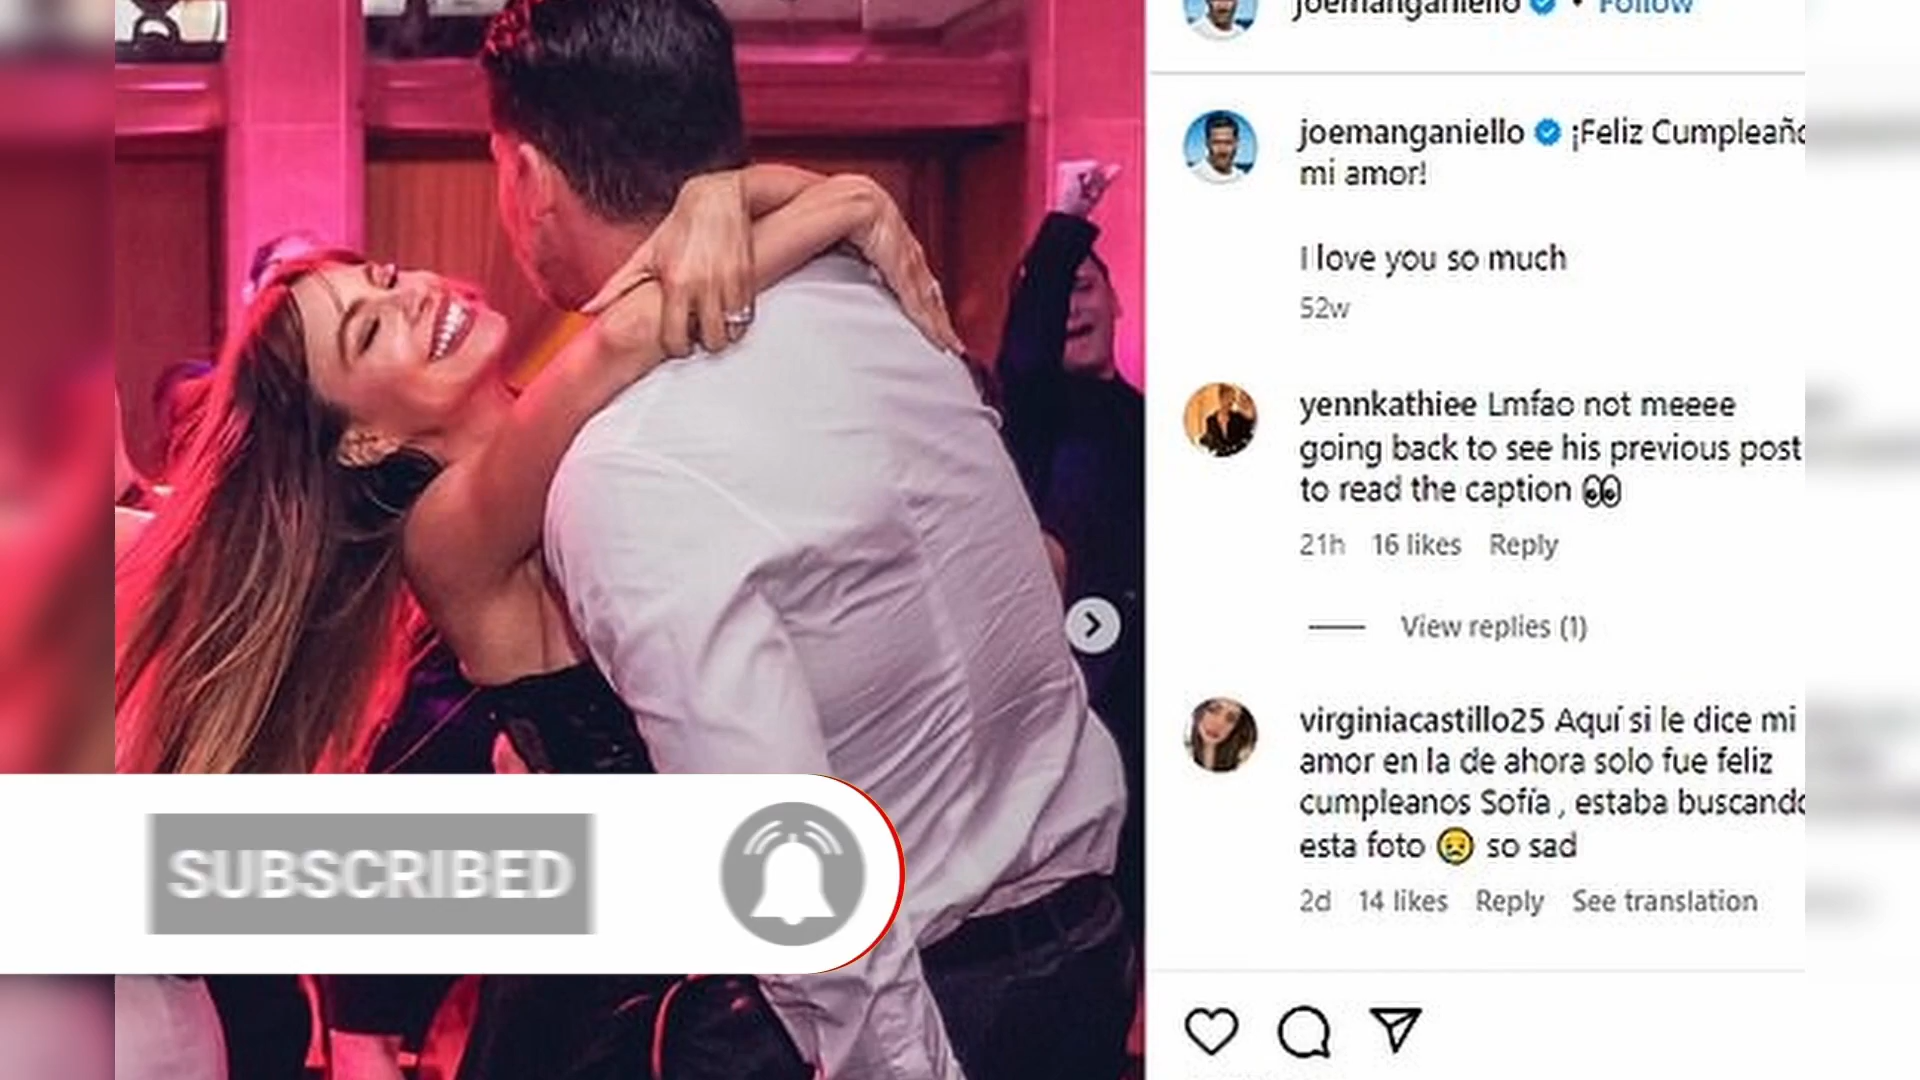 joemanganiello • Follow
joemanganiello ¡Feliz Cumpleaño
mi amor!
I love you so much
52w
yennkathiee Lmfao not meeee
going back to see his previous post
to read the caption 👀
21h 16 likes Reply
View replies (1)
virginiacastillo25 Aquí si le dice mi
amor en la de ahora solo fue feliz
cumpleanos Sofía , estaba buscando
esta foto 😢 so sad
2d 14 likes Reply See translation
SUBSCRIBED